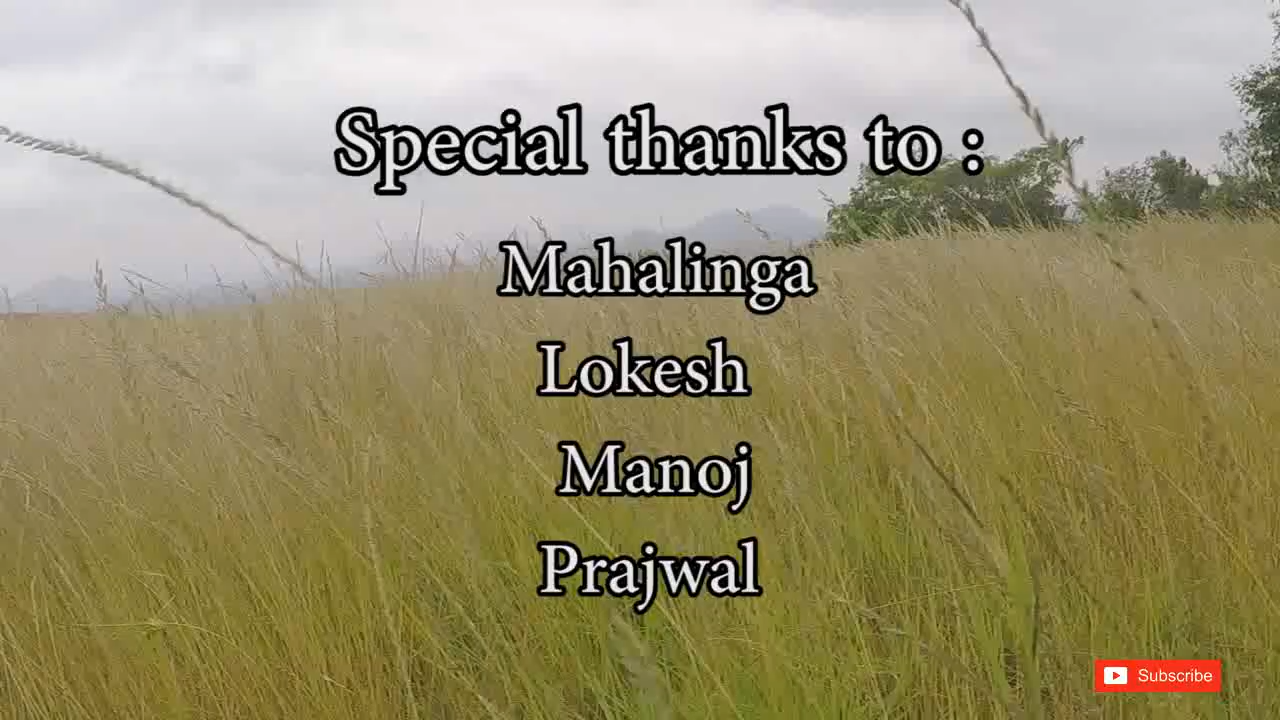 Special thanks to :
Mahalinga
Lokesh
Manoj
Prajwal
Subscribe